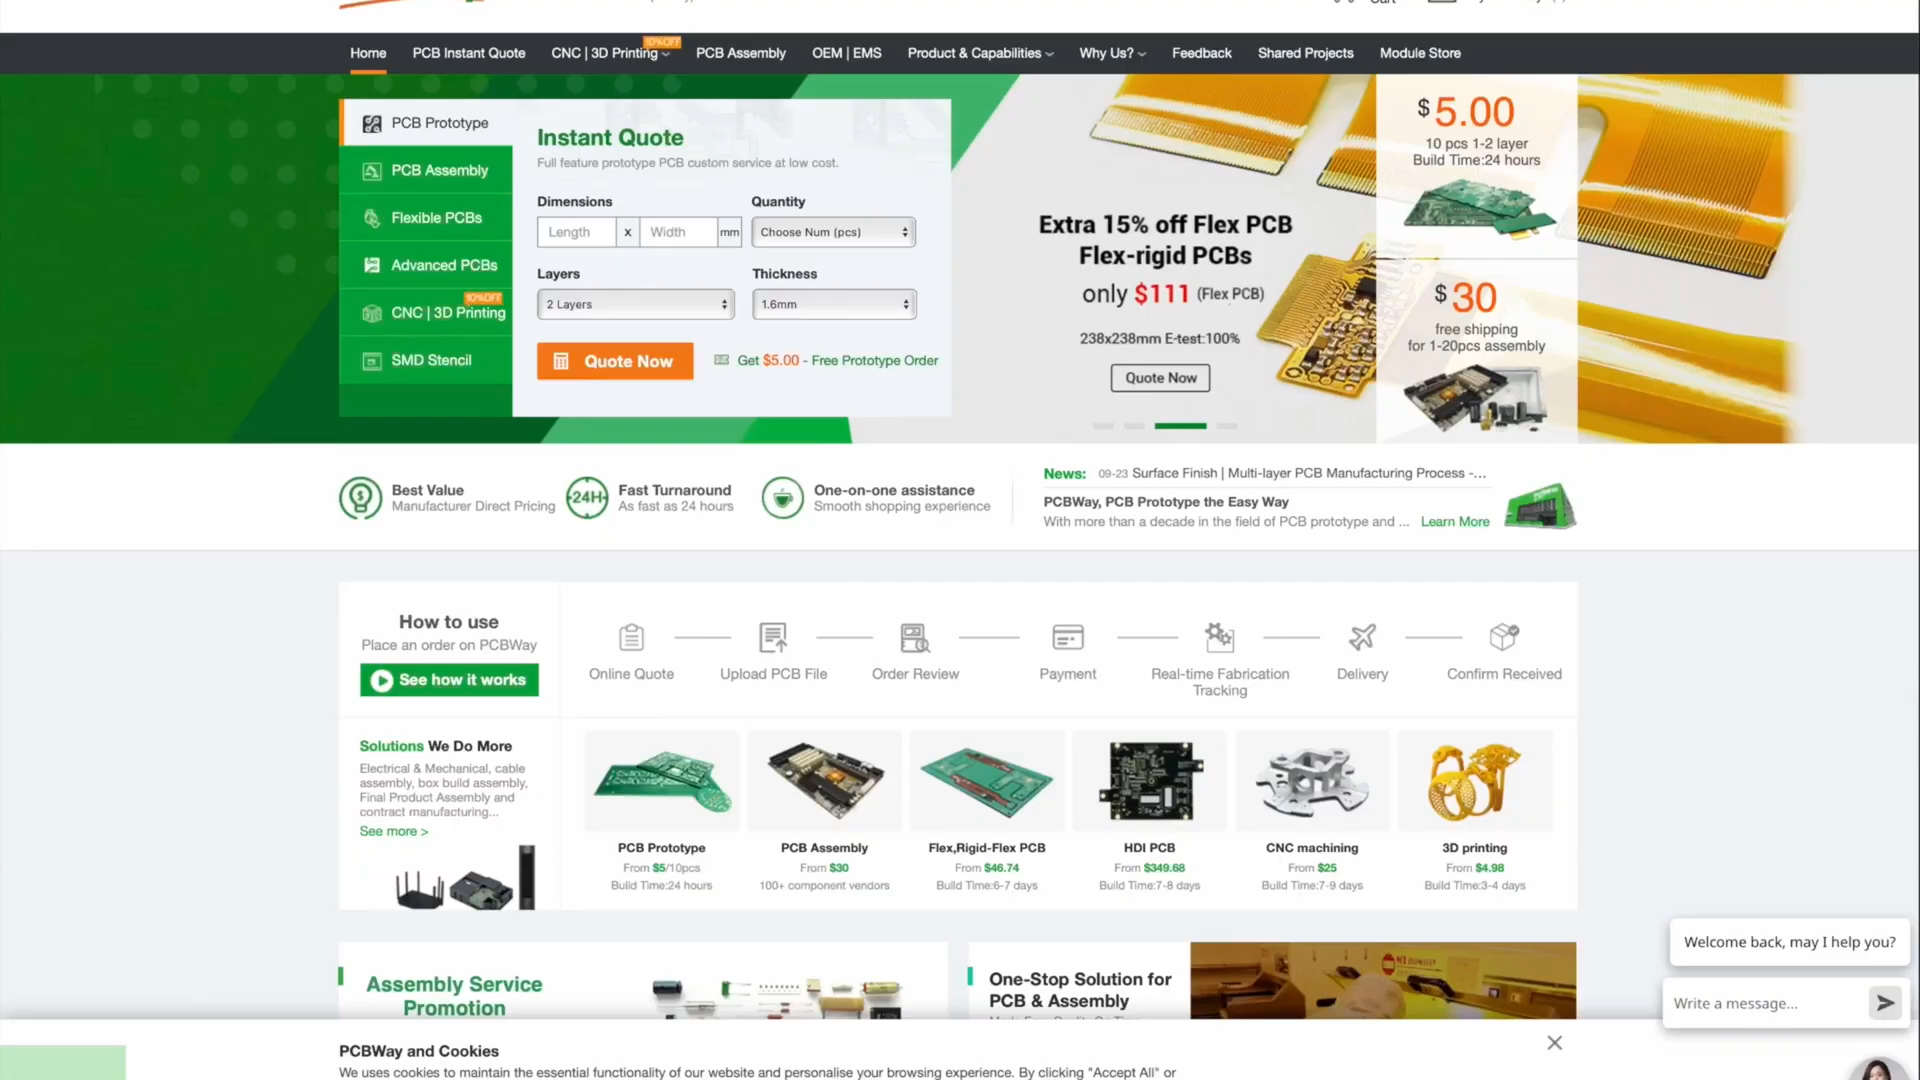 Home PCB Instant Quote CNC | 3D Printing 10%OFF PCB Assembly OEM | EMS Product & Capabilities Why Us? Feedback Shared Projects Module Store
PCB Prototype
PCB Assembly
Flexible PCBs
Advanced PCBs
10%OFF
CNC | 3D Printing
SMD Stencil
Instant Quote
Full feature prototype PCB custom service at low cost.
Dimensions Quantity
Length x Width mm Choose Num (pcs)
Layers Thickness
2 Layers 1.6mm
Quote Now Get $5.00 - Free Prototype Order
Extra 15% off Flex PCB
Flex-rigid PCBs
only $111 (Flex PCB)
238x238mm E-test:100%
Quote Now
$5.00
10 pcs 1-2 layer
Build Time:24 hours
$30
free shipping
for 1-20pcs assembly
Best Value
Manufacturer Direct Pricing
24H
Fast Turnaround
As fast as 24 hours
One-on-one assistance
Smooth shopping experience
News: 09-23 Surface Finish | Multi-layer PCB Manufacturing Process -...
PCBWay, PCB Prototype the Easy Way
With more than a decade in the field of PCB prototype and ... Learn More
How to use
Place an order on PCBWay
See how it works
Online Quote
Upload PCB File
Order Review
Payment
Real-time Fabrication
Tracking
Delivery
Confirm Received
Solutions We Do More
Electrical & Mechanical, cable
assembly, box build assembly,
Final Product Assembly and
contract manufacturing...
See more >
PCB Prototype
From $5/10pcs
Build Time:24 hours
PCB Assembly
From $30
100+ component vendors
Flex,Rigid-Flex PCB
From $46.74
Build Time:6-7 days
HDI PCB
From $349.68
Build Time:7-8 days
CNC machining
From $25
Build Time:7-9 days
3D printing
From $4.98
Build Time:3-4 days
Assembly Service
Promotion
One-Stop Solution for
PCB & Assembly
Welcome back, may I help you?
Write a message...
PCBWay and Cookies
We uses cookies to maintain the essential functionality of our website and personalise your browsing experience. By clicking "Accept All" or